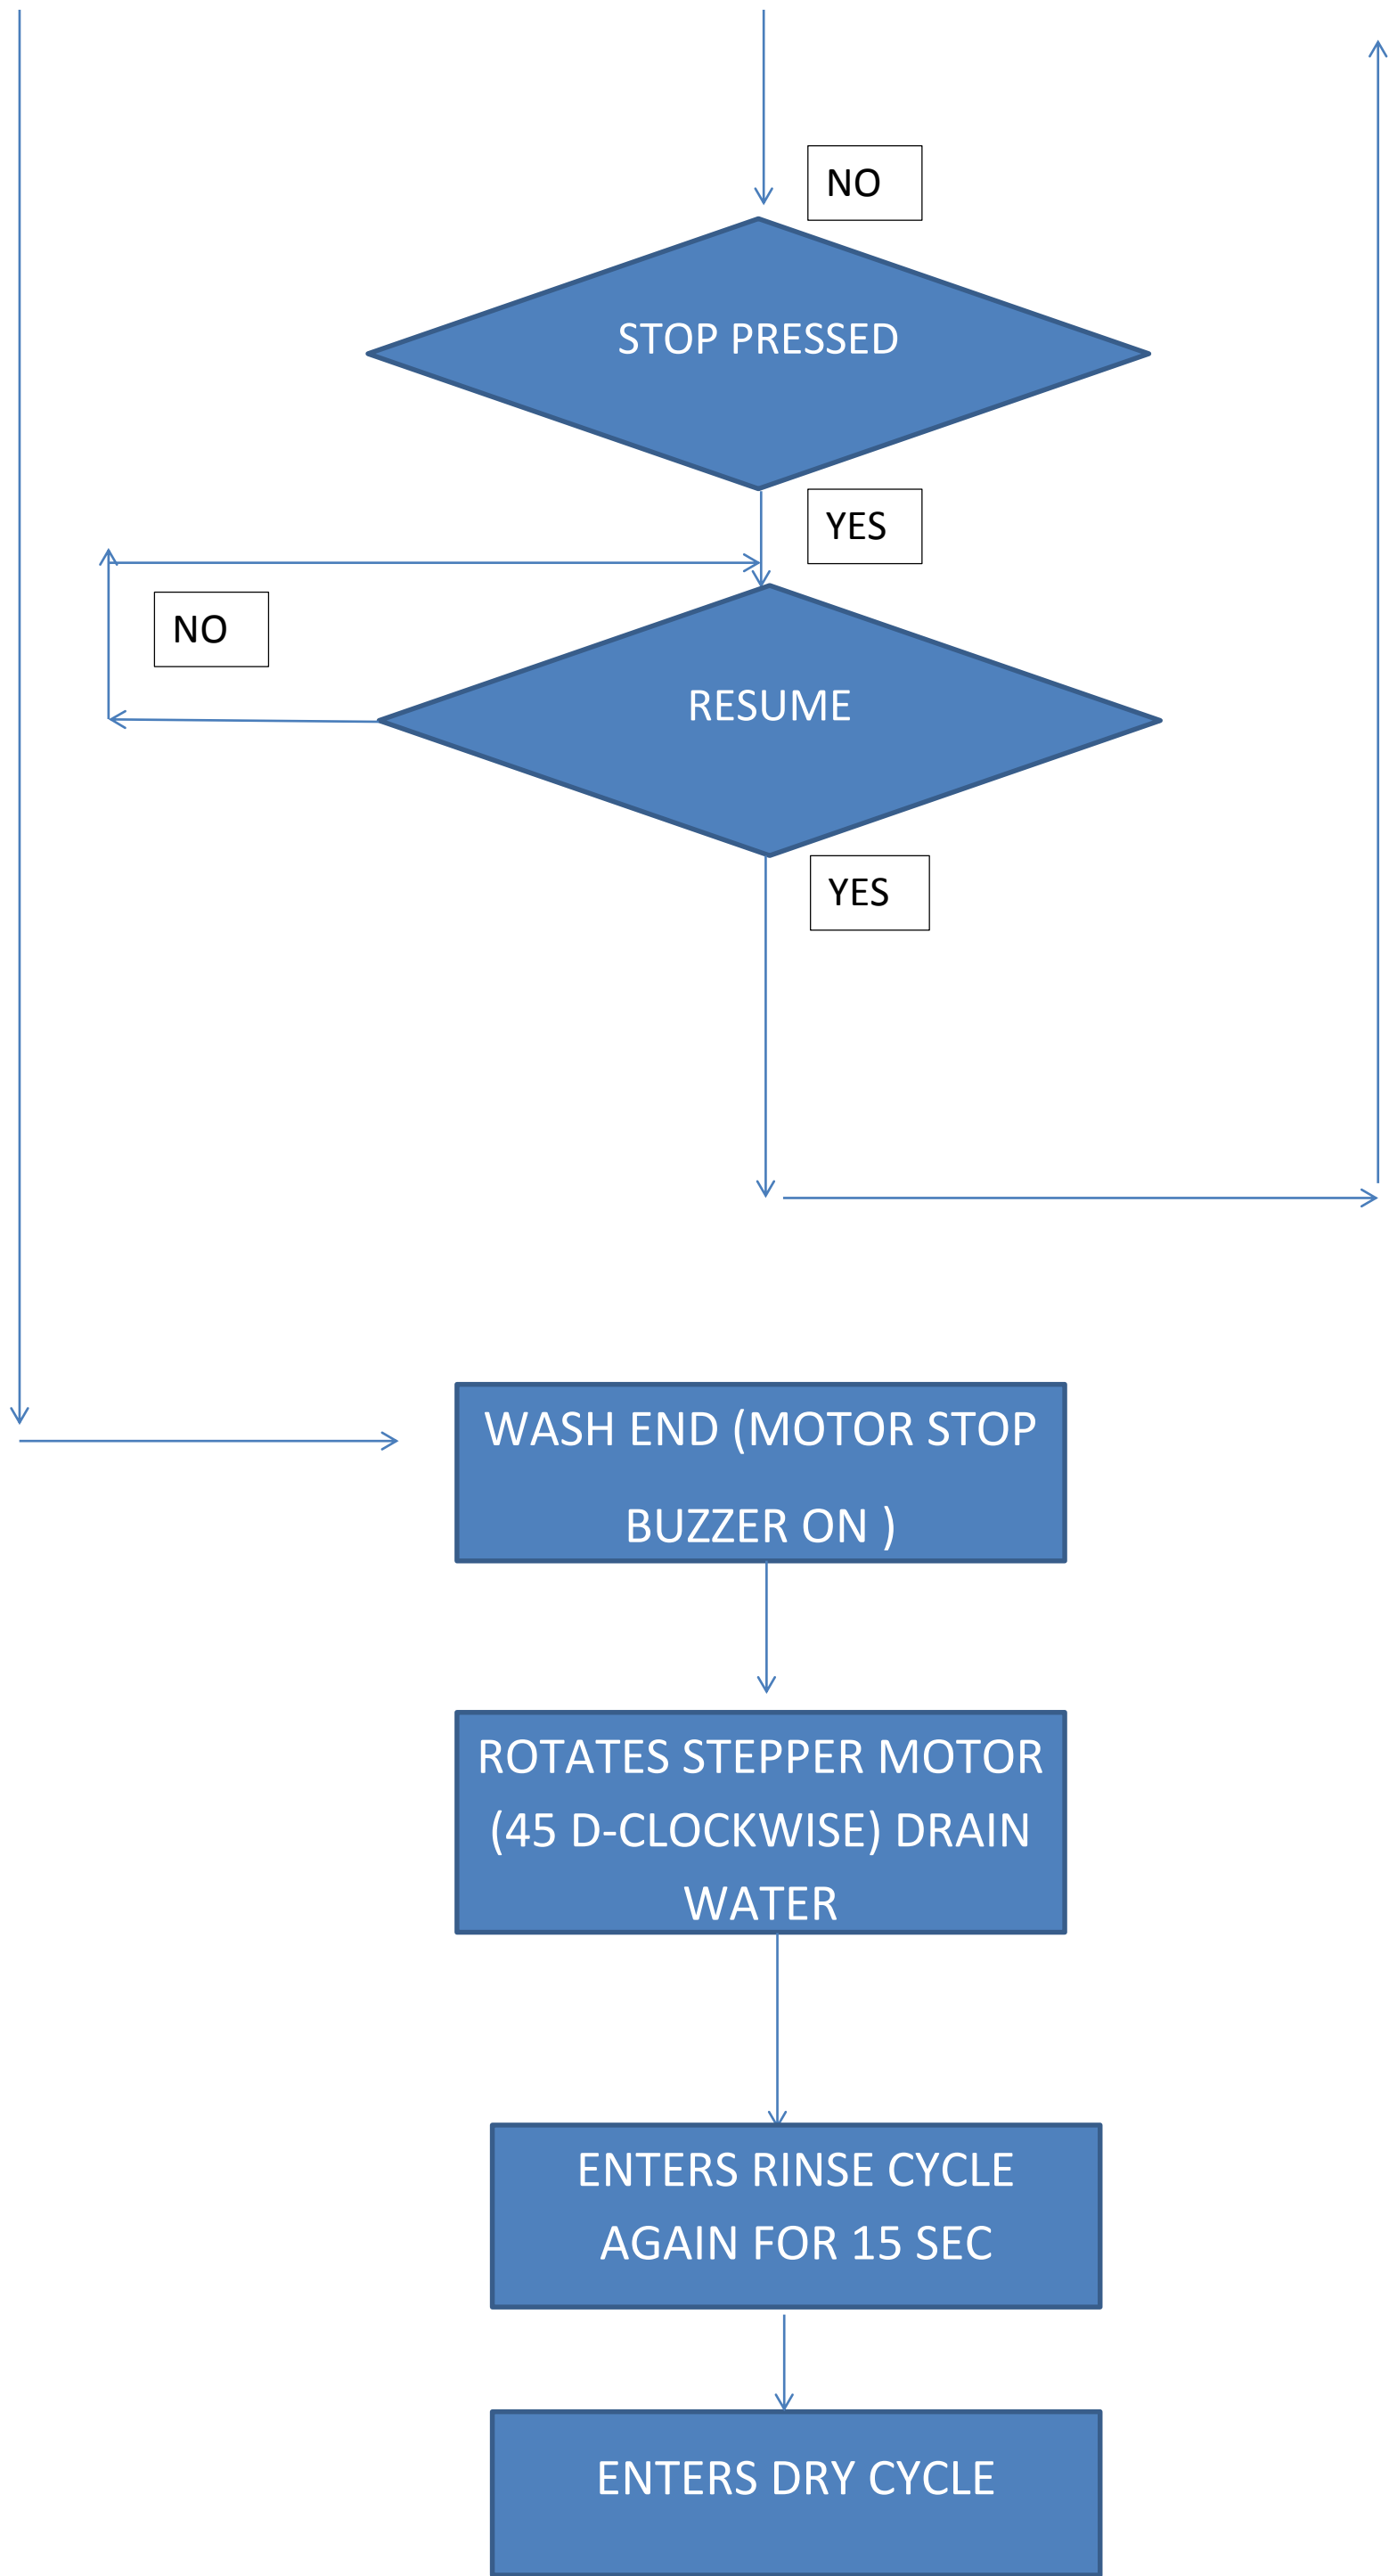 NO
STOP PRESSED
YES
NO
RESUME
YES
WASH END (MOTOR STOP
BUZZER ON )
ROTATES STEPPER MOTOR
(45 D-CLOCKWISE) DRAIN
WATER
ENTERS RINSE CYCLE
AGAIN FOR 15 SEC
ENTERS DRY CYCLE